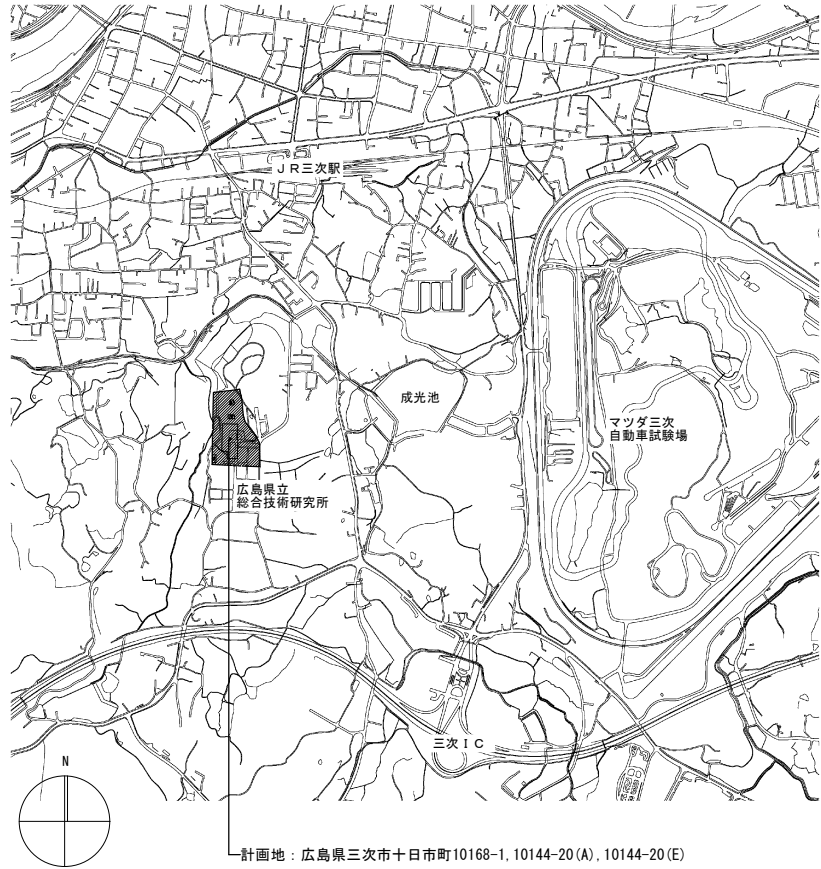 ＪＲ三次駅
成光池
マツダ三次
自動車試験場
広島県立
総合技術研究所
三次ＩＣ
N
計画地：広島県三次市十日市町10168-1, 10144-20(A), 10144-20(E)